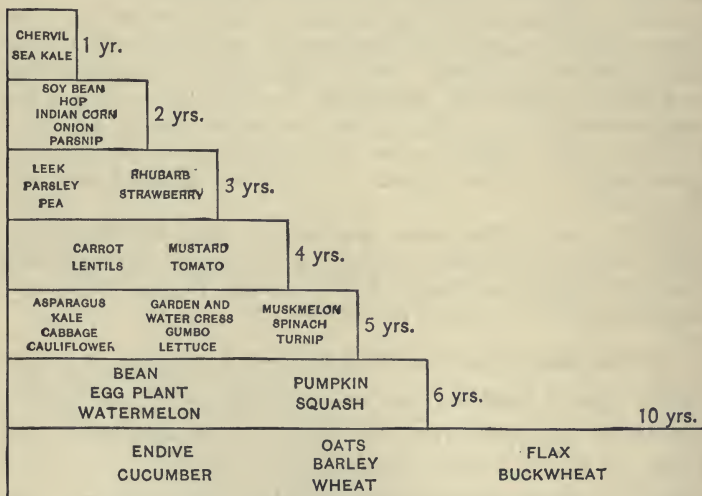 CHERVIL
SEA KALE
1 yr.
SOY BEAN
HOP
INDIAN CORN
ONION
PARSNIP
2 yrs.
LEEK
PARSLEY
PEA
RHUBARB
STRAWBERRY
3 yrs.
CARROT
LENTILS
MUSTARD
TOMATO
4 yrs.
ASPARAGUS
KALE
CABBAGE
CAULIFLOWER
GARDEN AND
WATER CRESS
GUMBO
LETTUCE
MUSKMELON
SPINACH
TURNIP
5 yrs.
BEAN
EGG PLANT
WATERMELON
PUMPKIN
SQUASH
6 yrs.
10 yrs.
ENDIVE
CUCUMBER
OATS
BARLEY
WHEAT
FLAX
BUCKWHEAT